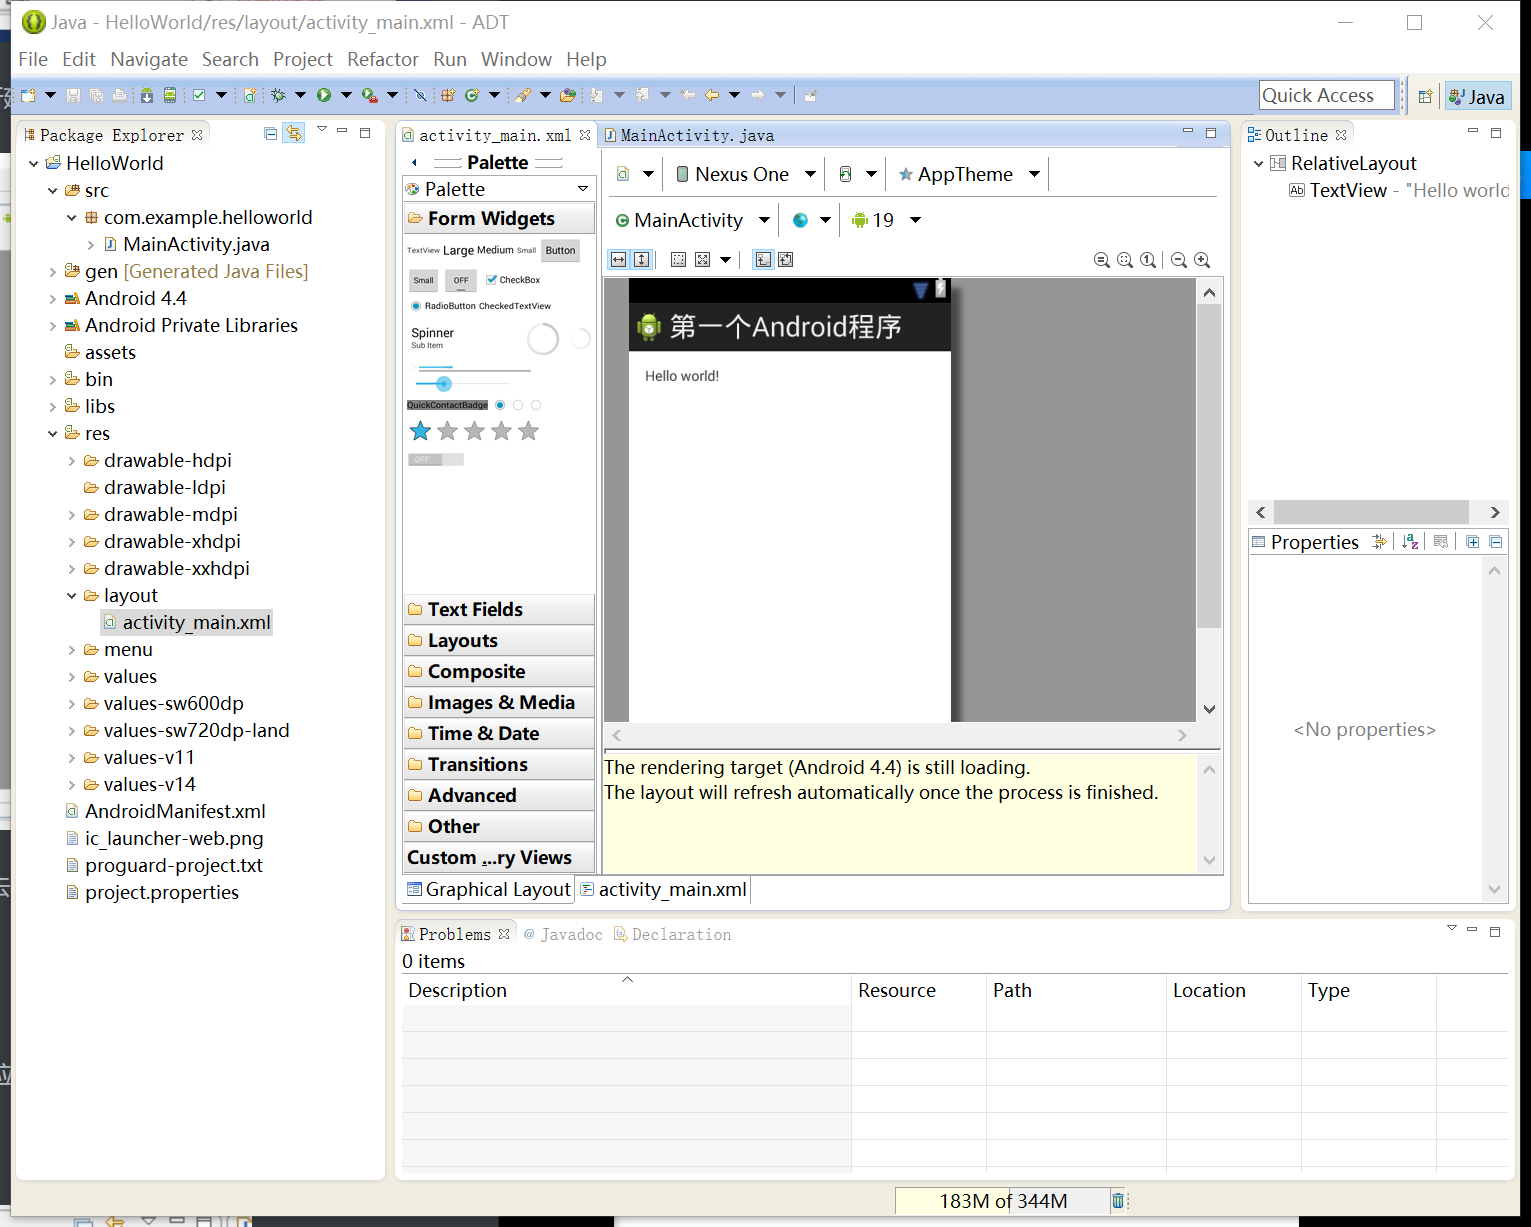 Java - HelloWorld/res/layout/activity_main.xml - ADT
File Edit Navigate Search Project Refactor Run Window Help
Quick Access
Java
Package Explorer
HelloWorld
src
com.example.helloworld
MainActivity.java
gen [Generated Java Files]
Android 4.4
Android Private Libraries
assets
bin
libs
res
drawable-hdpi
drawable-ldpi
drawable-mdpi
drawable-xhdpi
drawable-xxhdpi
layout
activity_main.xml
menu
values
values-sw600dp
values-sw720dp-land
values-v11
values-v14
AndroidManifest.xml
ic_launcher-web.png
proguard-project.txt
project.properties
activity_main.xml
MainActivity.java
Palette
Palette
Form Widgets
TextView Large Medium Small Button
Small OFF CheckBox
RadioButton CheckedTextView
Spinner
Sub Item
QuickContactBadge
OFF
Text Fields
Layouts
Composite
Images & Media
Time & Date
Transitions
Advanced
Other
Custom ...ry Views
Nexus One
AppTheme
MainActivity
19
第一个Android程序
Hello world!
The rendering target (Android 4.4) is still loading.
The layout will refresh automatically once the process is finished.
Graphical Layout
activity_main.xml
Outline
RelativeLayout
Ab TextView - "Hello world
Properties
<No properties>
Problems @ Javadoc Declaration
0 items
Description Resource Path Location Type
183M of 344M